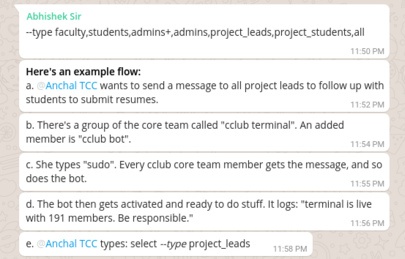 Abhishek Sir
--type faculty,students,admins+,admins,project_leads,project_students,all
11:50 PM
Here's an example flow:
a. @Anchal TCC wants to send a message to all project leads to follow up with
students to submit resumes.
11:52 PM
b. There's a group of the core team called "cclub terminal". An added
member is "cclub bot".
11:54 PM
c. She types "sudo". Every cclub core team member gets the message, and so
does the bot.
11:55 PM
d. The bot then gets activated and ready to do stuff. It logs: "terminal is live
with 191 members. Be responsible."
11:56 PM
e. @Anchal TCC types: select --type project_leads
11:58 PM